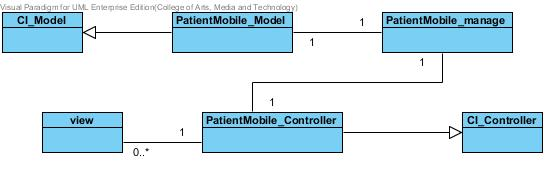 Visual Paradigm for UML Enterprise Edition(College of Arts, Media and Technology)
CI_Model
PatientMobile_Model
PatientMobile_manage
1
1
1
1
view
PatientMobile_Controller
CI_Controller
1
0..*